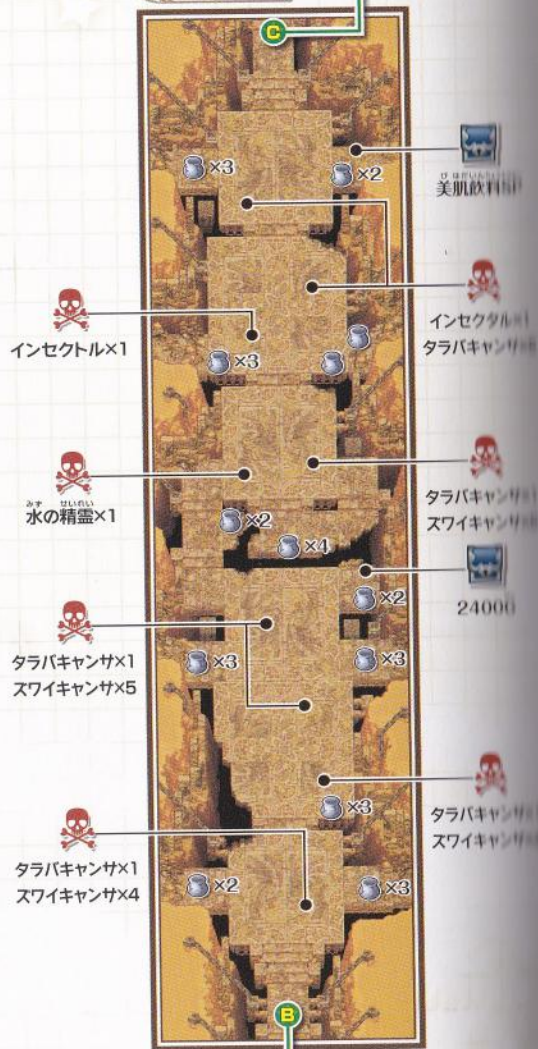 C
×3
×2
美肌飲料SP
インセクトル×1
インセクタル×1
タラバキャンサ
×3
水の精霊×1
タラバキャンサ×1
ズワイキャンサ
×2
×4
24000
×2
タラバキャンサ×1
ズワイキャンサ×5
×3
×3
タラバキャンサ
ズワイキャンサ
×3
タラバキャンサ×1
ズワイキャンサ×4
×2
×3
B